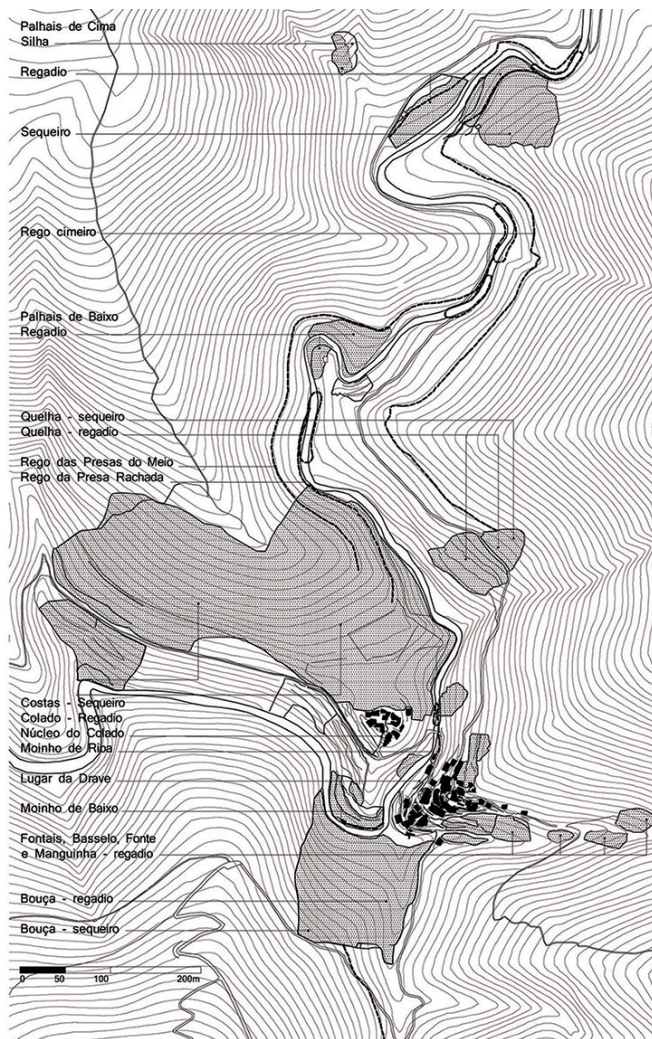 Palhais de Cima
Silha
Regadio
Sequeiro
Rego cimeiro
Palhais de Baixo
Regadio
Quelha - sequeiro
Quelha - regadio
Rego das Presas do Meio
Rego da Presa Rachada
Costas - Sequeiro
Colado - Regadio
Núcleo do Colado
Moinho de Ripa
Lugar da Drave
Moinho de Baixo
Fontais, Basselo, Fonte
e Manguinha - regadio
Bouça - regadio
Bouça - sequeiro
0 50 100 200m